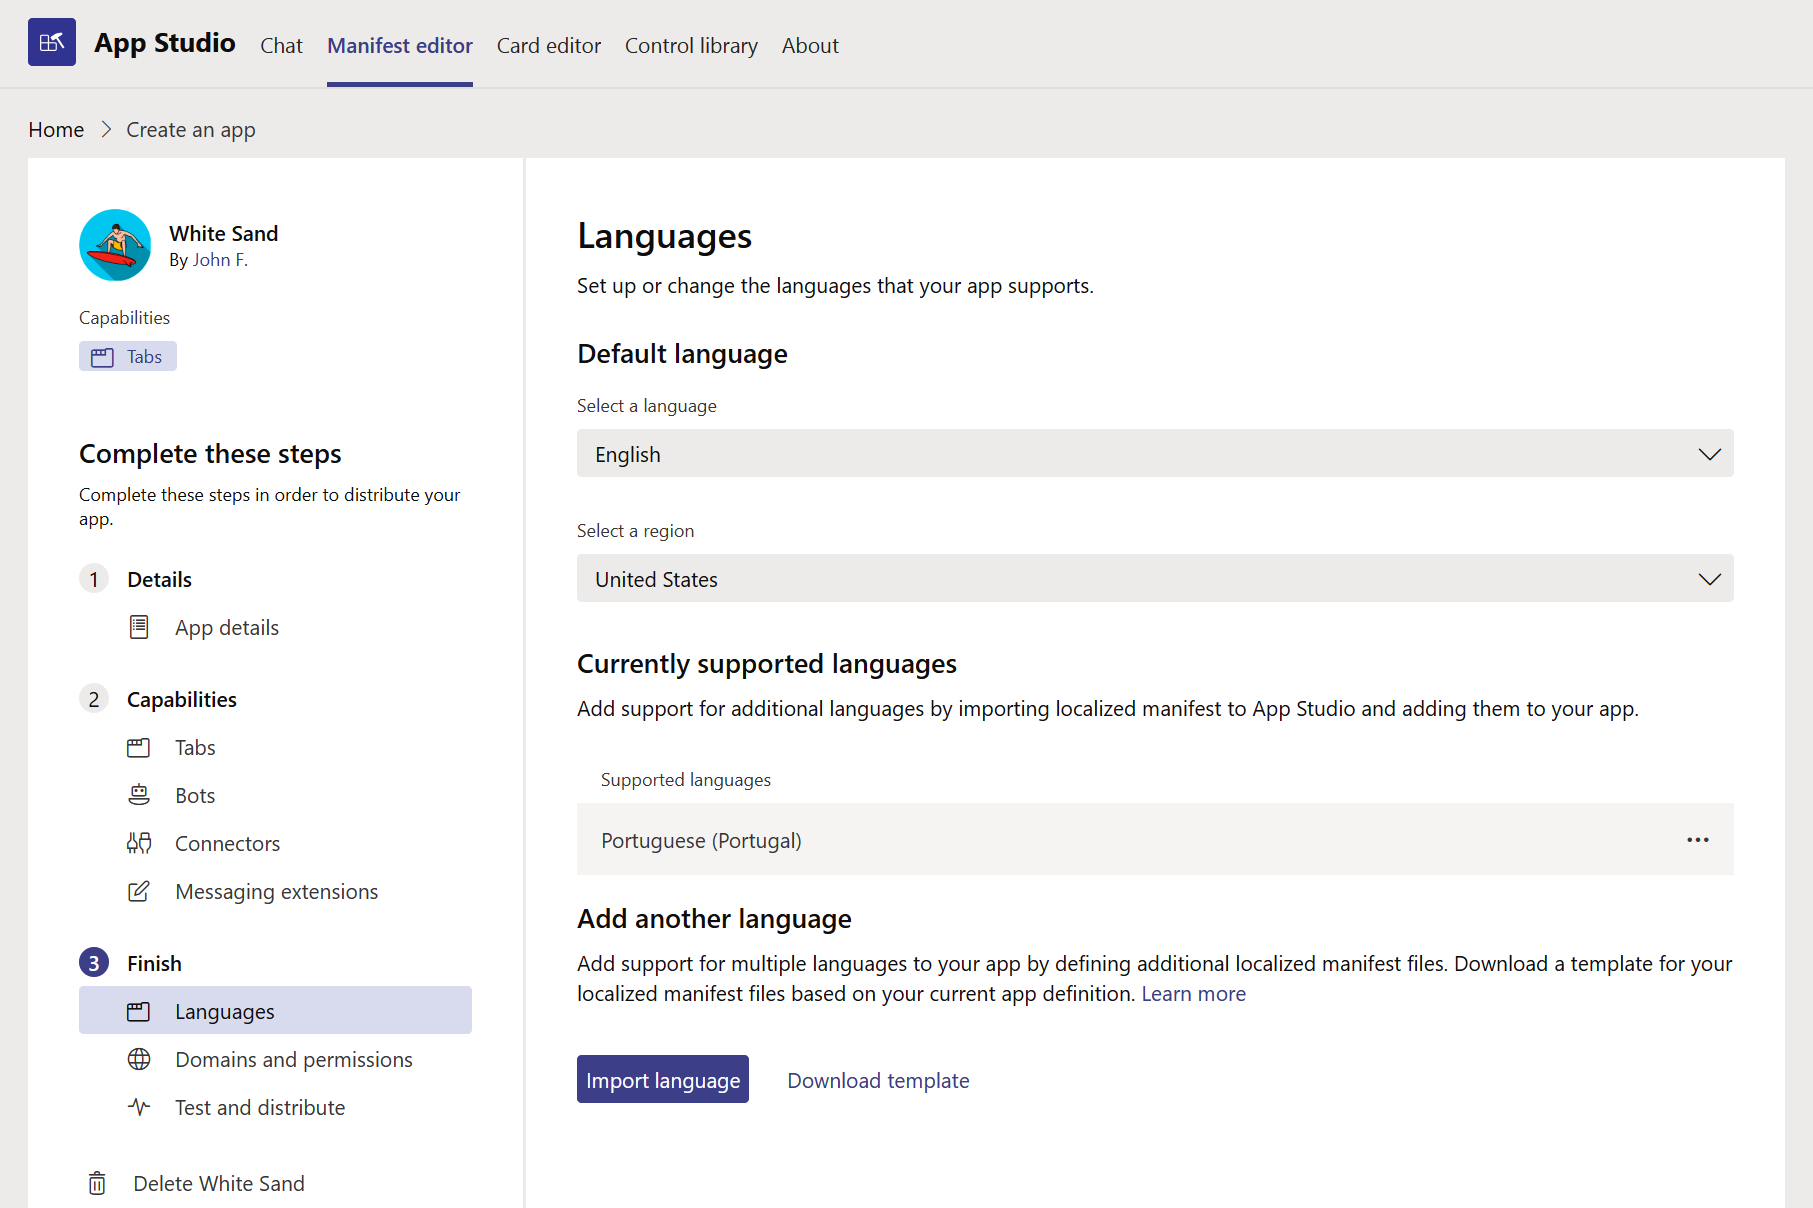 App Studio
Chat
Manifest editor
Card editor
Control library
About
Home
Create an app
White Sand
By John F.
Capabilities
Tabs
Complete these steps
Complete these steps in order to distribute your
app.
1 Details
App details
2 Capabilities
Tabs
Bots
Connectors
Messaging extensions
3 Finish
Languages
Domains and permissions
Test and distribute
Delete White Sand
Languages
Set up or change the languages that your app supports.
Default language
Select a language
English
Select a region
United States
Currently supported languages
Add support for additional languages by importing localized manifest to App Studio and adding them to your app.
Supported languages
Portuguese (Portugal)
Add another language
Add support for multiple languages to your app by defining additional localized manifest files. Download a template for your
localized manifest files based on your current app definition. Learn more
Import language
Download template